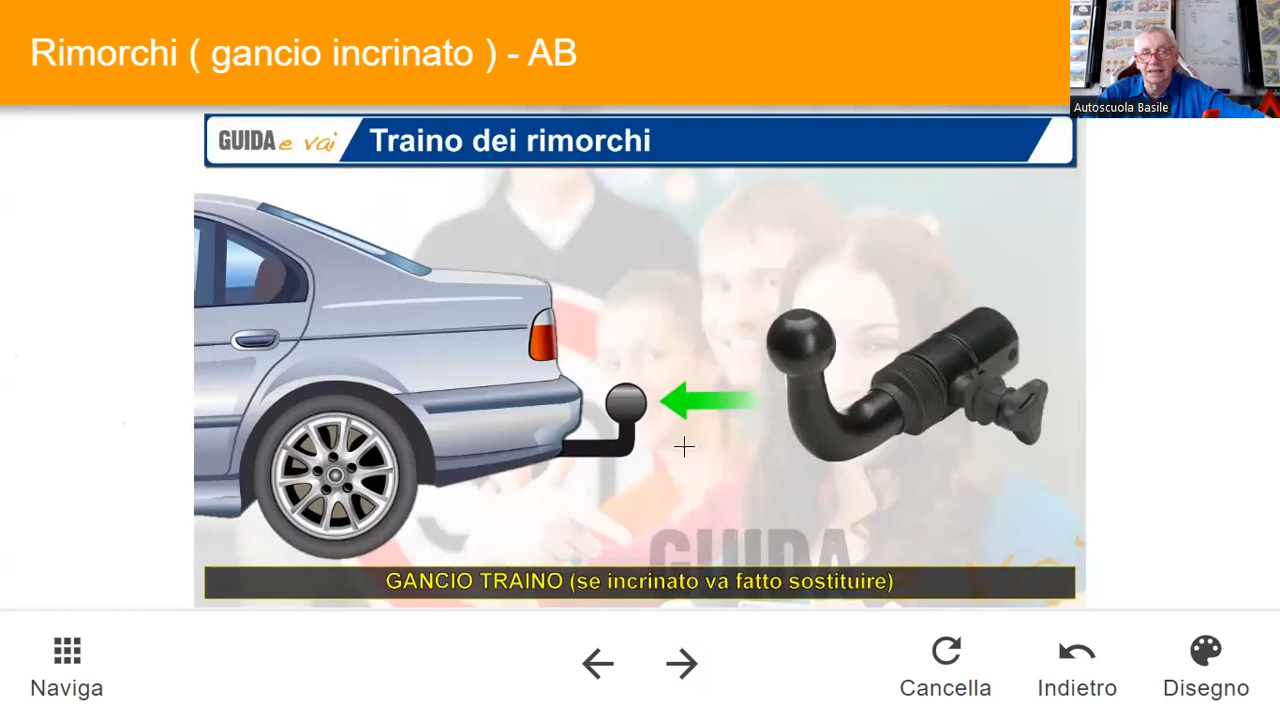 Rimorchi ( gancio incrinato ) - AB
Autoscuola Basile
GUIDA e vai
Traino dei rimorchi
GUIDA
GANCIO TRAINO (se incrinato va fatto sostituire)
Naviga
Cancella
Indietro
Disegno